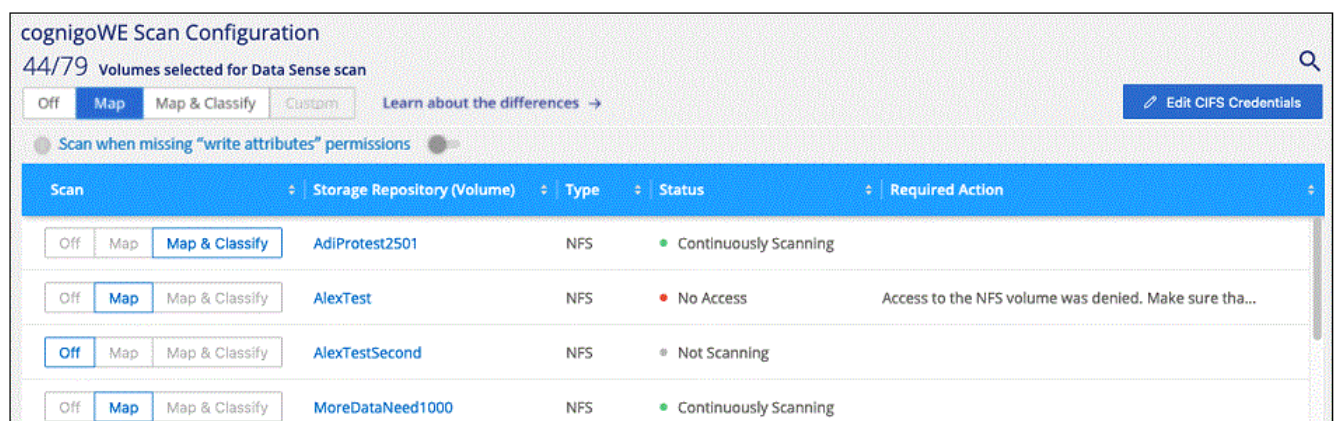 cognigoWE Scan Configuration
44/79 Volumes selected for Data Sense scan
Off Map Map & Classify Custom Learn about the differences → Edit CIFS Credentials
Scan when missing “write attributes” permissions
Scan Storage Repository (Volume) Type Status Required Action
Off Map Map & Classify AdiProtest2501 NFS Continuously Scanning
Off Map Map & Classify AlexTest NFS No Access Access to the NFS volume was denied. Make sure tha...
Off Map Map & Classify AlexTestSecond NFS Not Scanning
Off Map Map & Classify MoreDataNeed1000 NFS Continuously Scanning